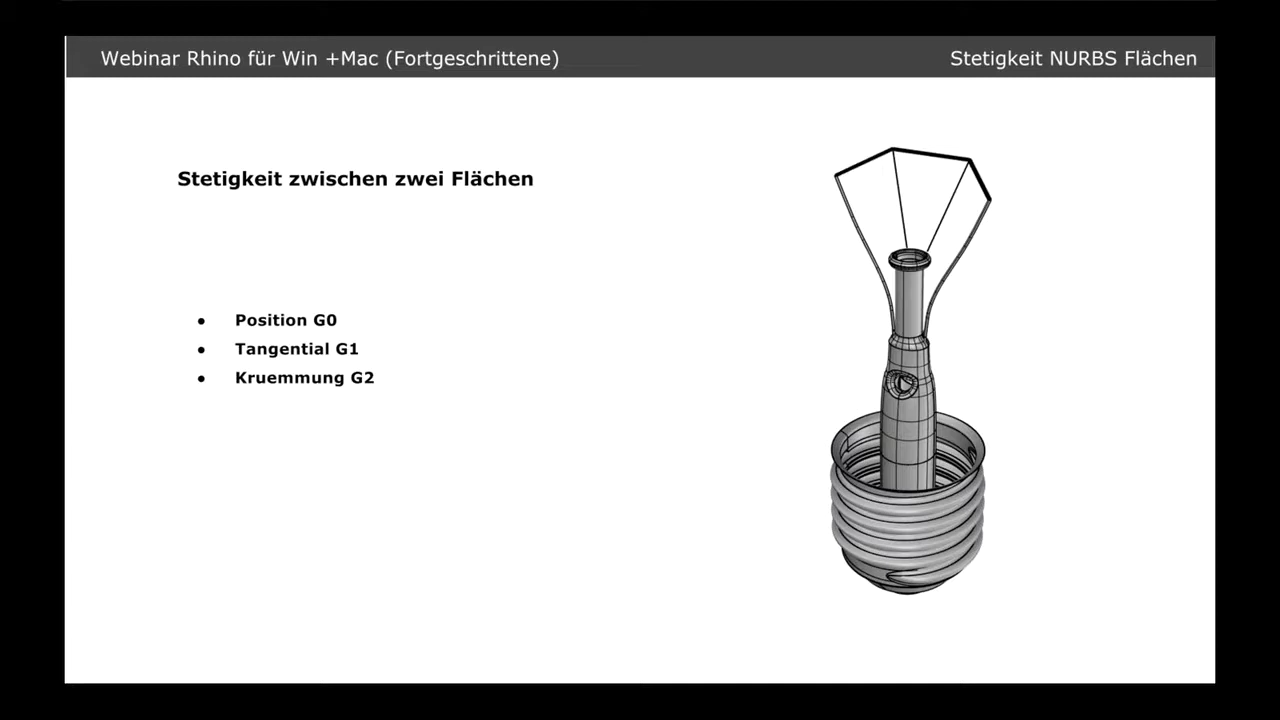 Webinar Rhino für Win +Mac (Fortgeschrittene)
Stetigkeit NURBS Flächen
Stetigkeit zwischen zwei Flächen
• Position G0
• Tangential G1
• Kruemmung G2